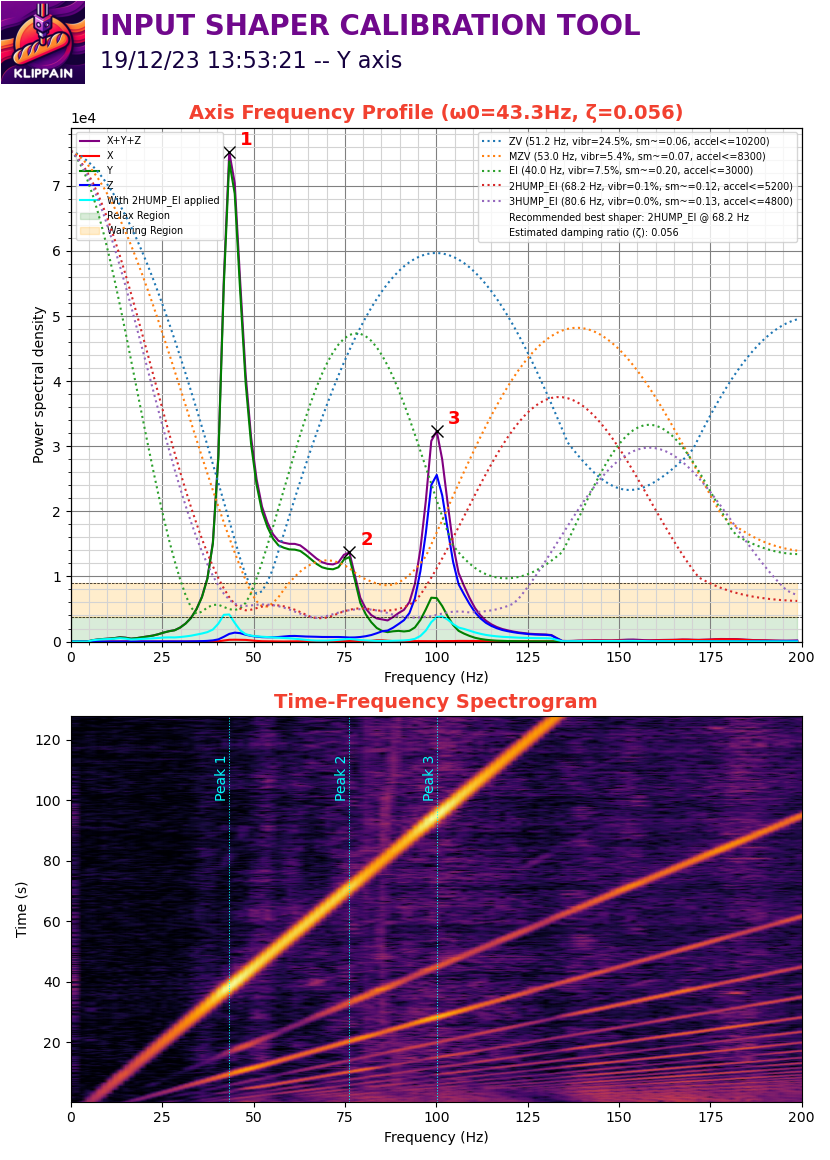 INPUT SHAPER CALIBRATION TOOL
19/12/23 13:53:21 -- Y axis
KLIPPAIN
Axis Frequency Profile (ω0=43.3Hz, ζ=0.056)
1e4
X+Y+Z
X
Y
Z
With 2HUMP_EI applied
Relax Region
Warning Region
ZV (51.2 Hz, vibr=24.5%, sm~=0.06, accel<=10200)
MZV (53.0 Hz, vibr=5.4%, sm~=0.07, accel<=8300)
EI (40.0 Hz, vibr=7.5%, sm~=0.20, accel<=3000)
2HUMP_EI (68.2 Hz, vibr=0.1%, sm~=0.12, accel<=5200)
3HUMP_EI (80.6 Hz, vibr=0.0%, sm~=0.13, accel<=4800)
Recommended best shaper: 2HUMP_EI @ 68.2 Hz
Estimated damping ratio (ζ): 0.056
1
2
3
Power spectral density
7
6
5
4
3
2
1
0
0 25 50 75 100 125 150 175 200
Frequency (Hz)
Time-Frequency Spectrogram
Peak 1
Peak 2
Peak 3
Time (s)
120
100
80
60
40
20
0 25 50 75 100 125 150 175 200
Frequency (Hz)